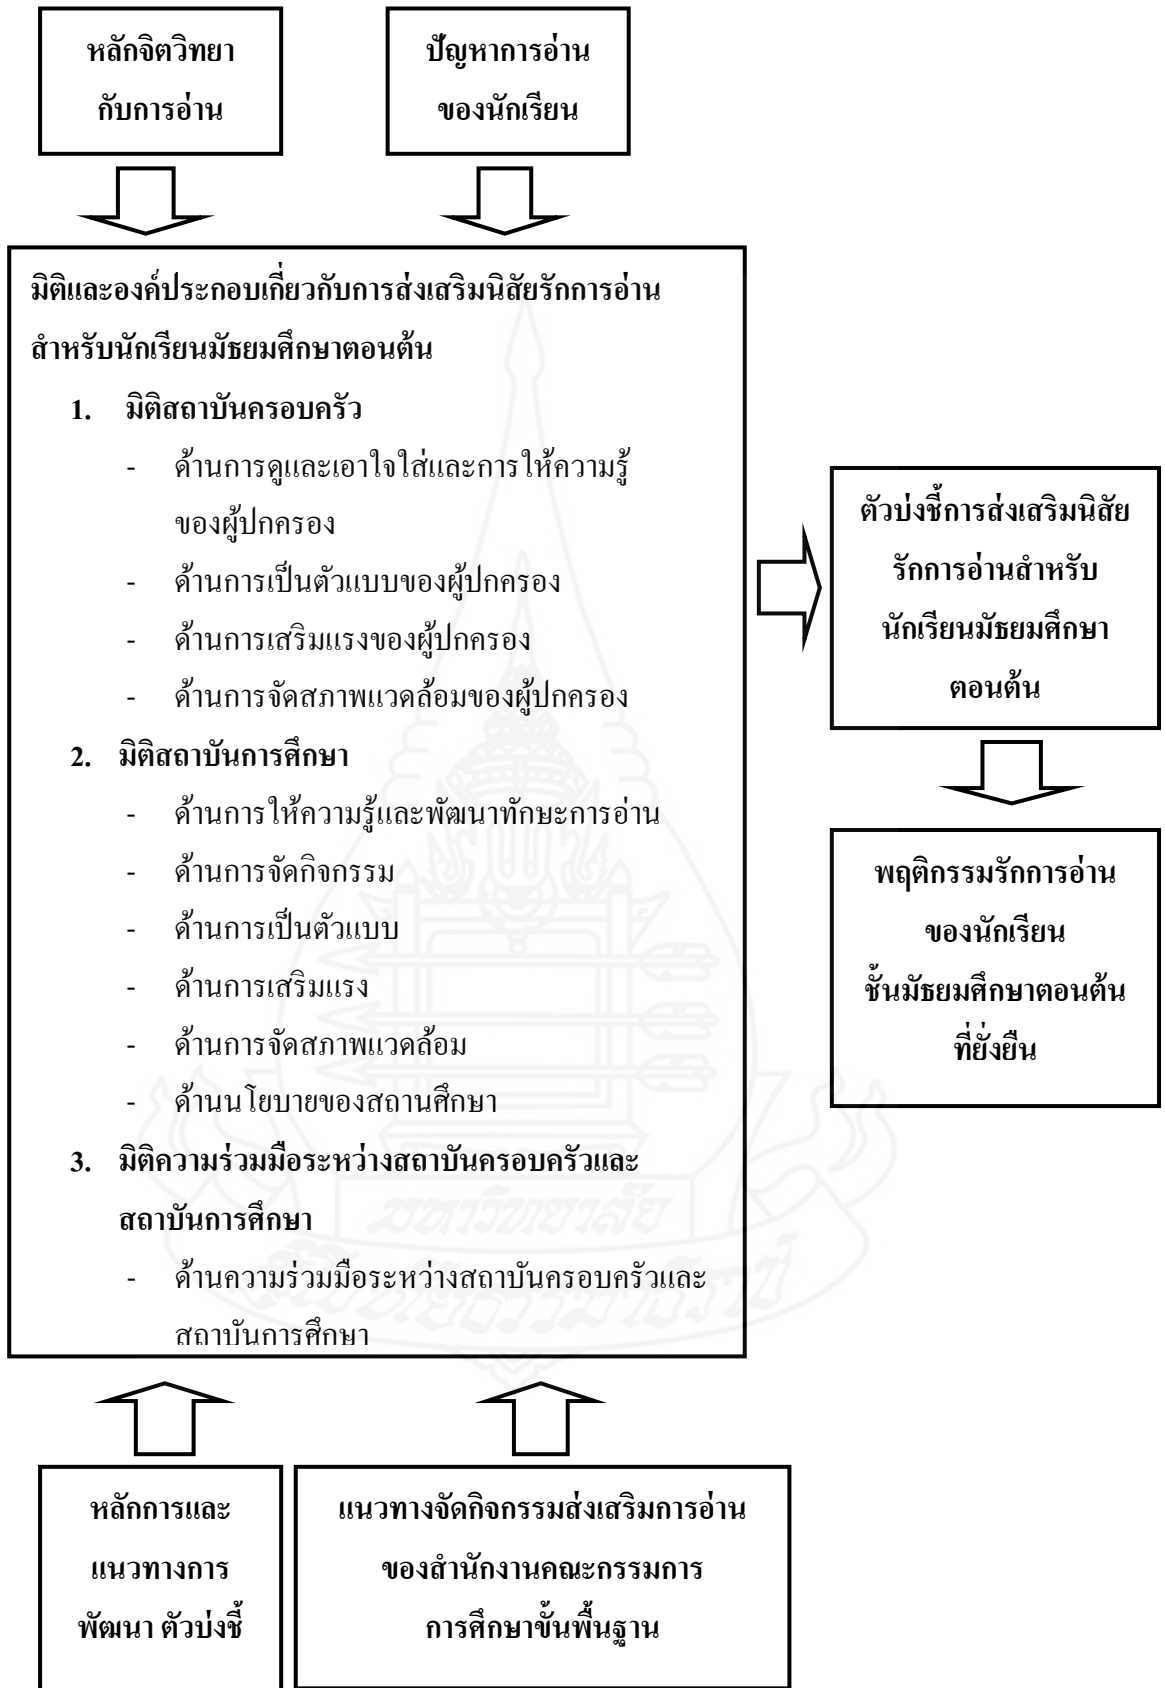 หลักจิตวิทยา
กับการอ่าน
ปัญหาการอ่าน
ของนักเรียน
มิติและองค์ประกอบเกี่ยวกับการส่งเสริมนิสัยรักการอ่าน
สำหรับนักเรียนมัธยมศึกษาตอนต้น
1. มิติสถาบันครอบครัว
- ด้านการดูและเอาใจใส่และการให้ความรู้
ของผู้ปกครอง
- ด้านการเป็นตัวแบบของผู้ปกครอง
- ด้านการเสริมแรงของผู้ปกครอง
- ด้านการจัดสภาพแวดล้อมของผู้ปกครอง
2. มิติสถาบันการศึกษา
- ด้านการให้ความรู้และพัฒนาทักษะการอ่าน
- ด้านการจัดกิจกรรม
- ด้านการเป็นตัวแบบ
- ด้านการเสริมแรง
- ด้านการจัดสภาพแวดล้อม
- ด้านนโยบายของสถานศึกษา
3. มิติความร่วมมือระหว่างสถาบันครอบครัวและ
สถาบันการศึกษา
- ด้านความร่วมมือระหว่างสถาบันครอบครัวและ
สถาบันการศึกษา
ตัวบ่งชี้การส่งเสริมนิสัย
รักการอ่านสำหรับ
นักเรียนมัธยมศึกษา
ตอนต้น
พฤติกรรมรักการอ่าน
ของนักเรียน
ชั้นมัธยมศึกษาตอนต้น
ที่ยั่งยืน
หลักการและ
แนวทางการ
พัฒนา ตัวบ่งชี้
แนวทางจัดกิจกรรมส่งเสริมการอ่าน
ของสำนักงานคณะกรรมการ
การศึกษาขั้นพื้นฐาน
มหาวิทยาลัย
สุโขทัยธรรมาธิราช